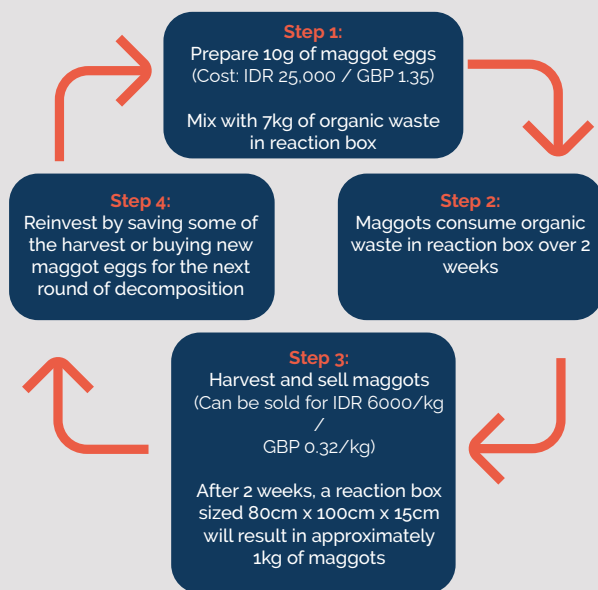 Step 1:
Prepare 10g of maggot eggs
(Cost: IDR 25,000 / GBP 1.35)
Mix with 7kg of organic waste
in reaction box
Step 2:
Maggots consume organic
waste in reaction box over 2
weeks
Step 3:
Harvest and sell maggots
(Can be sold for IDR 6000/kg
/
GBP 0.32/kg)
After 2 weeks, a reaction box
sized 80cm x 100cm x 15cm
will result in approximately
1kg of maggots
Step 4:
Reinvest by saving some of
the harvest or buying new
maggot eggs for the next
round of decomposition